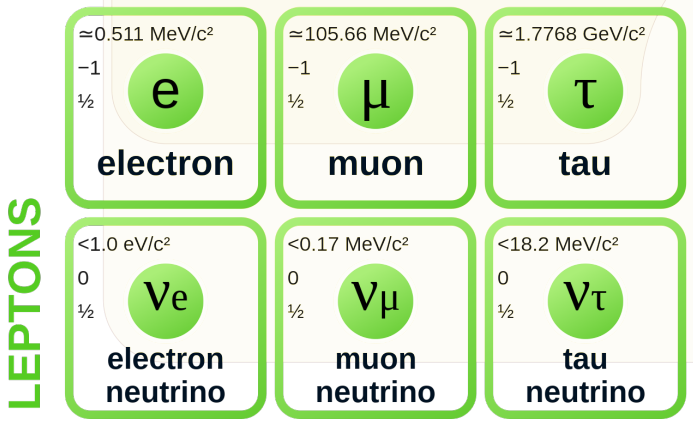 ≃0.511 MeV/c²
−1
½
e
electron
≃105.66 MeV/c²
−1
½
μ
muon
≃1.7768 GeV/c²
−1
½
τ
tau
LEPTONS
<1.0 eV/c²
0
½
νe
electron
neutrino
<0.17 MeV/c²
0
½
νμ
muon
neutrino
<18.2 MeV/c²
0
½
ντ
tau
neutrino